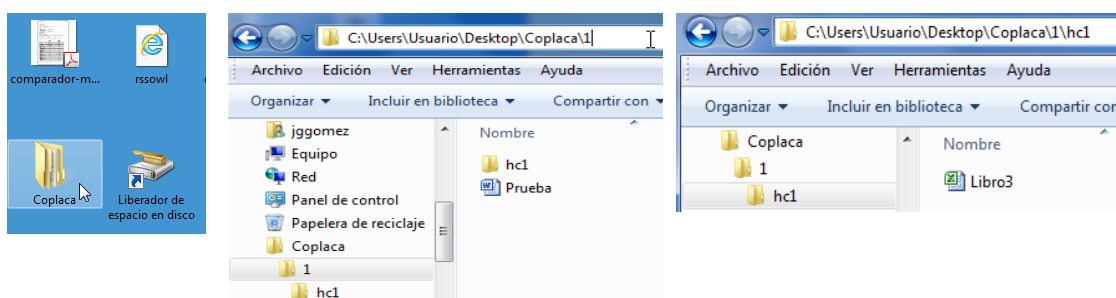 comparador-m...
rssowl
Coplaca
Liberador de
espacio en disco
C:\Users\Usuario\Desktop\Coplaca\1
Archivo Edición Ver Herramientas Ayuda
Organizar Incluir en biblioteca Compartir con
jggomez
Equipo
Red
Panel de control
Papelera de reciclaje
Coplaca
1
hc1
Nombre
hc1
Prueba
C:\Users\Usuario\Desktop\Coplaca\1\hc1
Archivo Edición Ver Herramientas Ayuda
Organizar Incluir en biblioteca Compartir cor
Coplaca
1
hc1
Nombre
Libro3